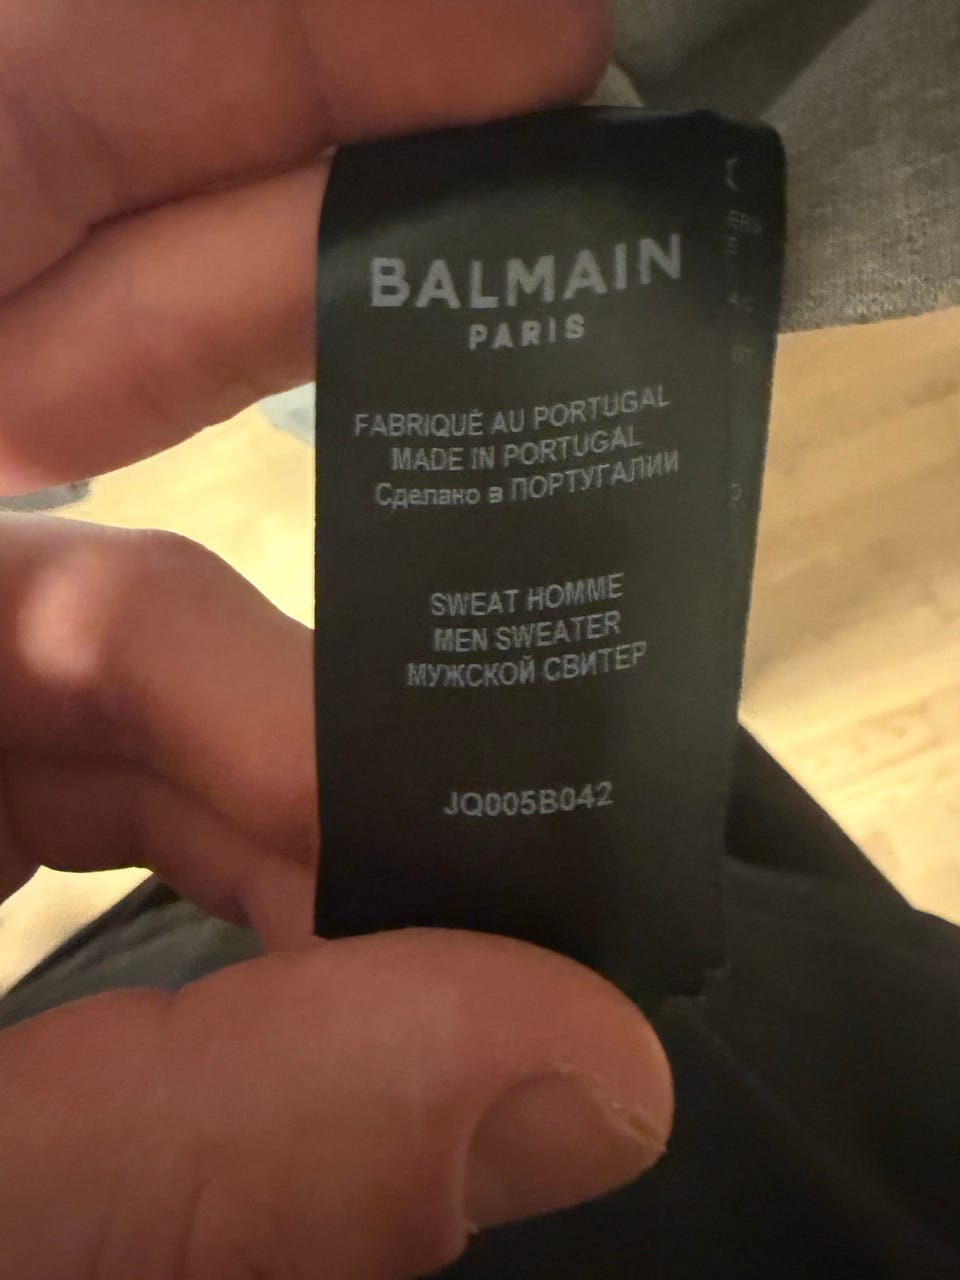 BALMAIN
PARIS
FABRIQUÉ AU PORTUGAL
MADE IN PORTUGAL
Сделано в ПОРТУГАЛИИ
SWEAT HOMME
MEN SWEATER
МУЖСКОЙ СВИТЕР
JQ005B042